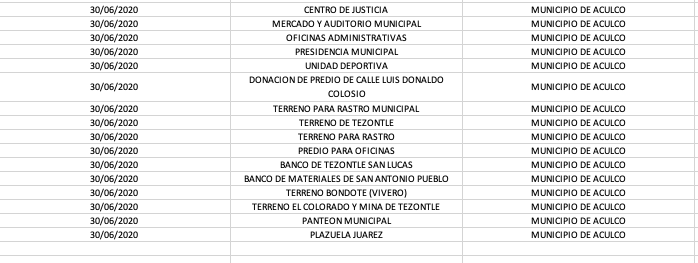 30/06/2020 CENTRO DE JUSTICIA MUNICIPIO DE ACULCO
30/06/2020 MERCADO Y AUDITORIO MUNICIPAL MUNICIPIO DE ACULCO
30/06/2020 OFICINAS ADMINISTRATIVAS MUNICIPIO DE ACULCO
30/06/2020 PRESIDENCIA MUNICIPAL MUNICIPIO DE ACULCO
30/06/2020 UNIDAD DEPORTIVA MUNICIPIO DE ACULCO
30/06/2020 DONACION DE PREDIO DE CALLE LUIS DONALDO
COLOSIO MUNICIPIO DE ACULCO
30/06/2020 TERRENO PARA RASTRO MUNICIPAL MUNICIPIO DE ACULCO
30/06/2020 TERRENO DE TEZONTLE MUNICIPIO DE ACULCO
30/06/2020 TERRENO PARA RASTRO MUNICIPIO DE ACULCO
30/06/2020 PREDIO PARA OFICINAS MUNICIPIO DE ACULCO
30/06/2020 BANCO DE TEZONTLE SAN LUCAS MUNICIPIO DE ACULCO
30/06/2020 BANCO DE MATERIALES DE SAN ANTONIO PUEBLO MUNICIPIO DE ACULCO
30/06/2020 TERRENO BONDOTE (VIVERO) MUNICIPIO DE ACULCO
30/06/2020 TERRENO EL COLORADO Y MINA DE TEZONTLE MUNICIPIO DE ACULCO
30/06/2020 PANTEON MUNICIPAL MUNICIPIO DE ACULCO
30/06/2020 PLAZUELA JUAREZ MUNICIPIO DE ACULCO